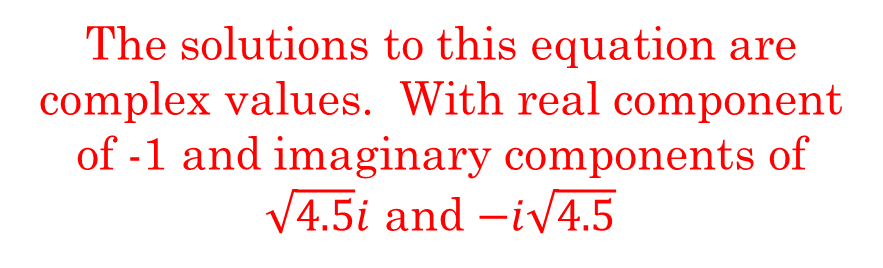 The solutions to this equation are
complex values.  With real component
of -1 and imaginary components of
√4.5i and −i√4.5